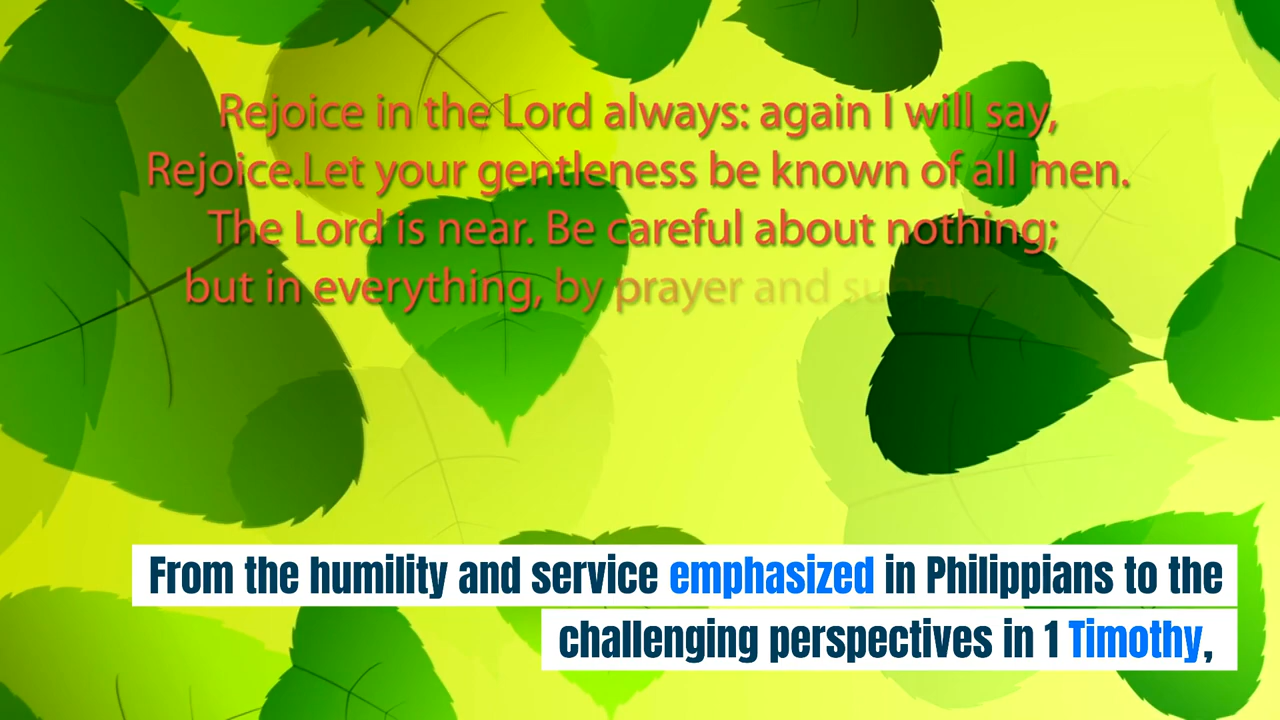 Rejoice in the Lord always: again I will say,
Rejoice.Let your gentleness be known of all men.
The Lord is near. Be careful about nothing;
but in everything, by prayer and
From the humility and service emphasized in Philippians to the
challenging perspectives in 1 Timothy,